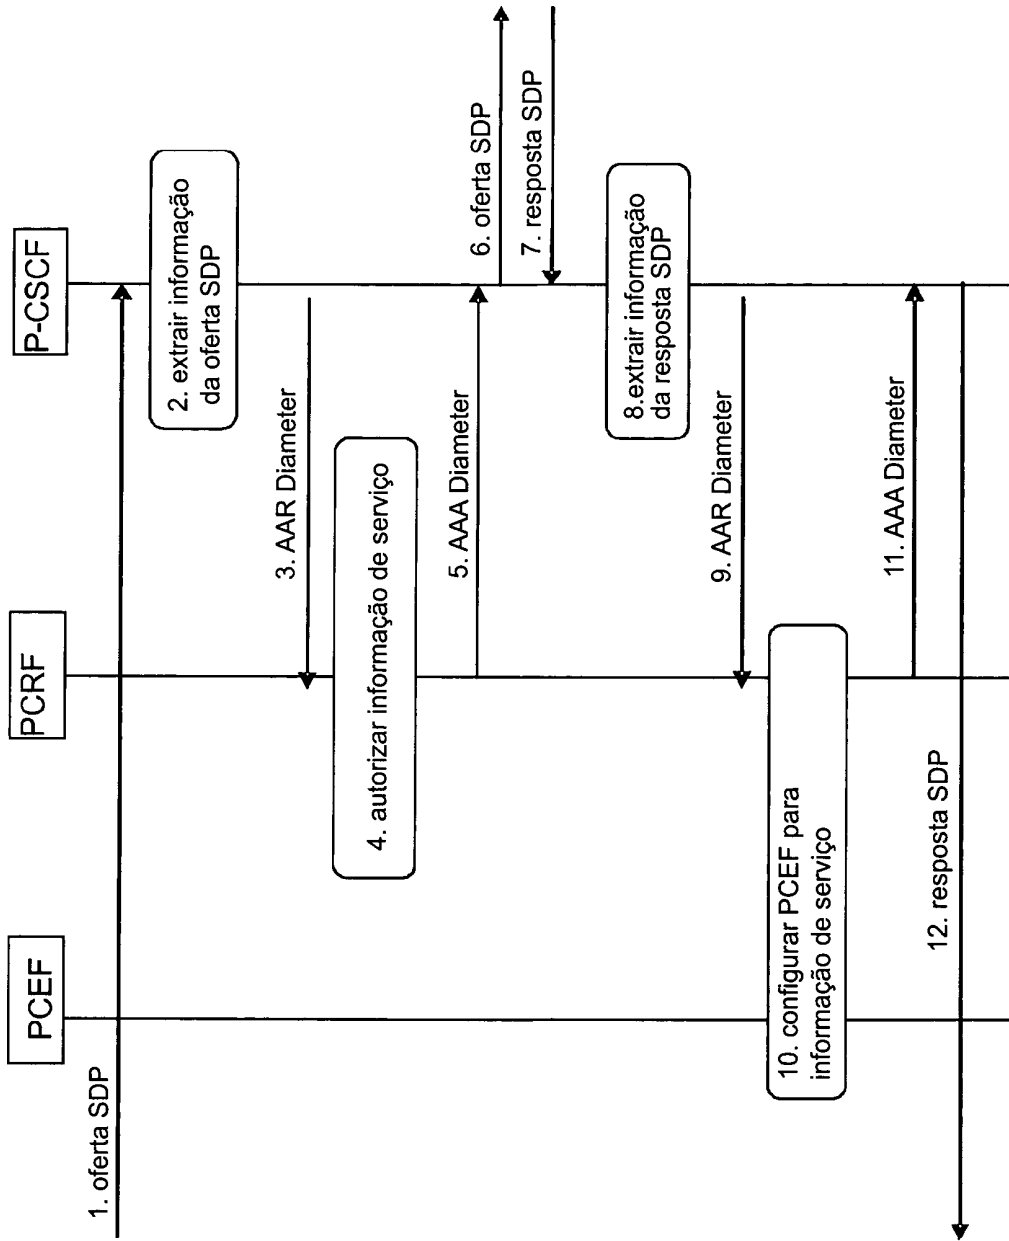 PCEF
PCRF
P-CSCF
1. oferta SDP
2. extrair informação
da oferta SDP
3. AAR Diameter
4. autorizar informação de serviço
5. AAA Diameter
6. oferta SDP
7. resposta SDP
8.extrair informação
da resposta SDP
9. AAR Diameter
10. configurar PCEF para
informação de serviço
11. AAA Diameter
12. resposta SDP